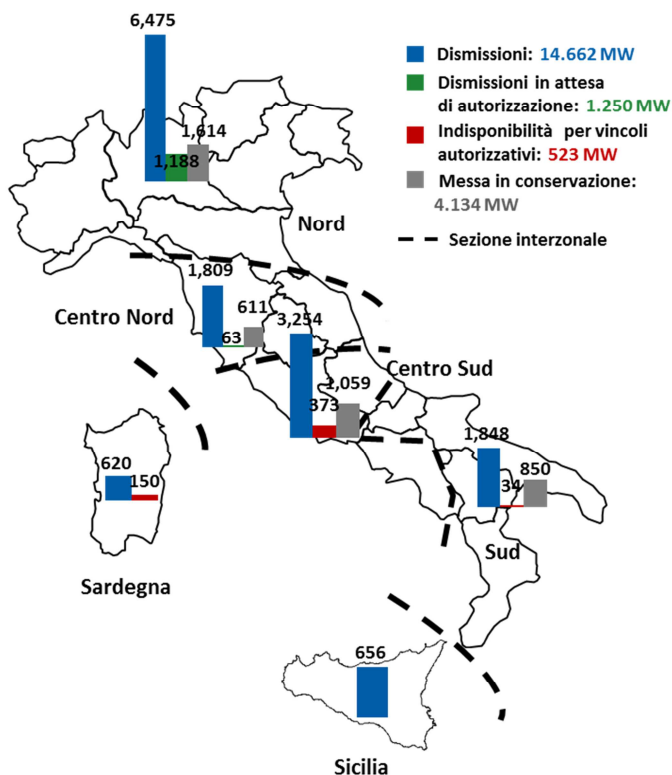 6,475
Dismissioni: 14.662 MW
Dismissioni in attesa
di autorizzazione: 1.250 MW
Indisponibilità per vincoli
autorizzativi: 523 MW
Messa in conservazione:
4.134 MW
Sezione interzonale
1,614
1,188
Nord
1,809
611
63
Centro Nord
3,254
Centro Sud
1,059
373
1,848
850
34
Sud
620
150
Sardegna
656
Sicilia